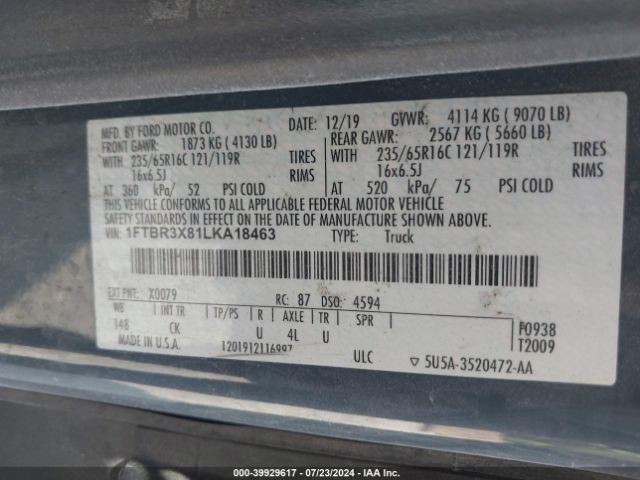 MFD. BY FORD MOTOR CO. DATE: 12/19 GVWR: 4114 KG ( 9070 LB)
FRONT GAWR: 1873 KG ( 4130 LB) REAR GAWR: 2567 KG ( 5660 LB)
WITH 235/65R16C 121/119R TIRES WITH 235/65R16C 121/119R TIRES
16x6.5J RIMS 16x6.5J RIMS
AT 360 kPa/ 52 PSI COLD AT 520 kPa/ 75 PSI COLD
THIS VEHICLE CONFORMS TO ALL APPLICABLE FEDERAL MOTOR VEHICLE
SAFETY STANDARDS IN EFFECT ON THE DATE OF MANUFACTURE SHOWN ABOVE.
VIN: 1FTBR3X81LKA18463 TYPE: Truck
EXT PNT: X0079 RC: 87 DSO: 4594
WB INT TR TP/PS R AXLE TR SPR F0938
148 CK U 4L U T2009
MADE IN U.S.A. 1201912116997 ULC ▽ 5U5A-3520472-AA
000-39929617 - 07/23/2024 - IAA Inc.